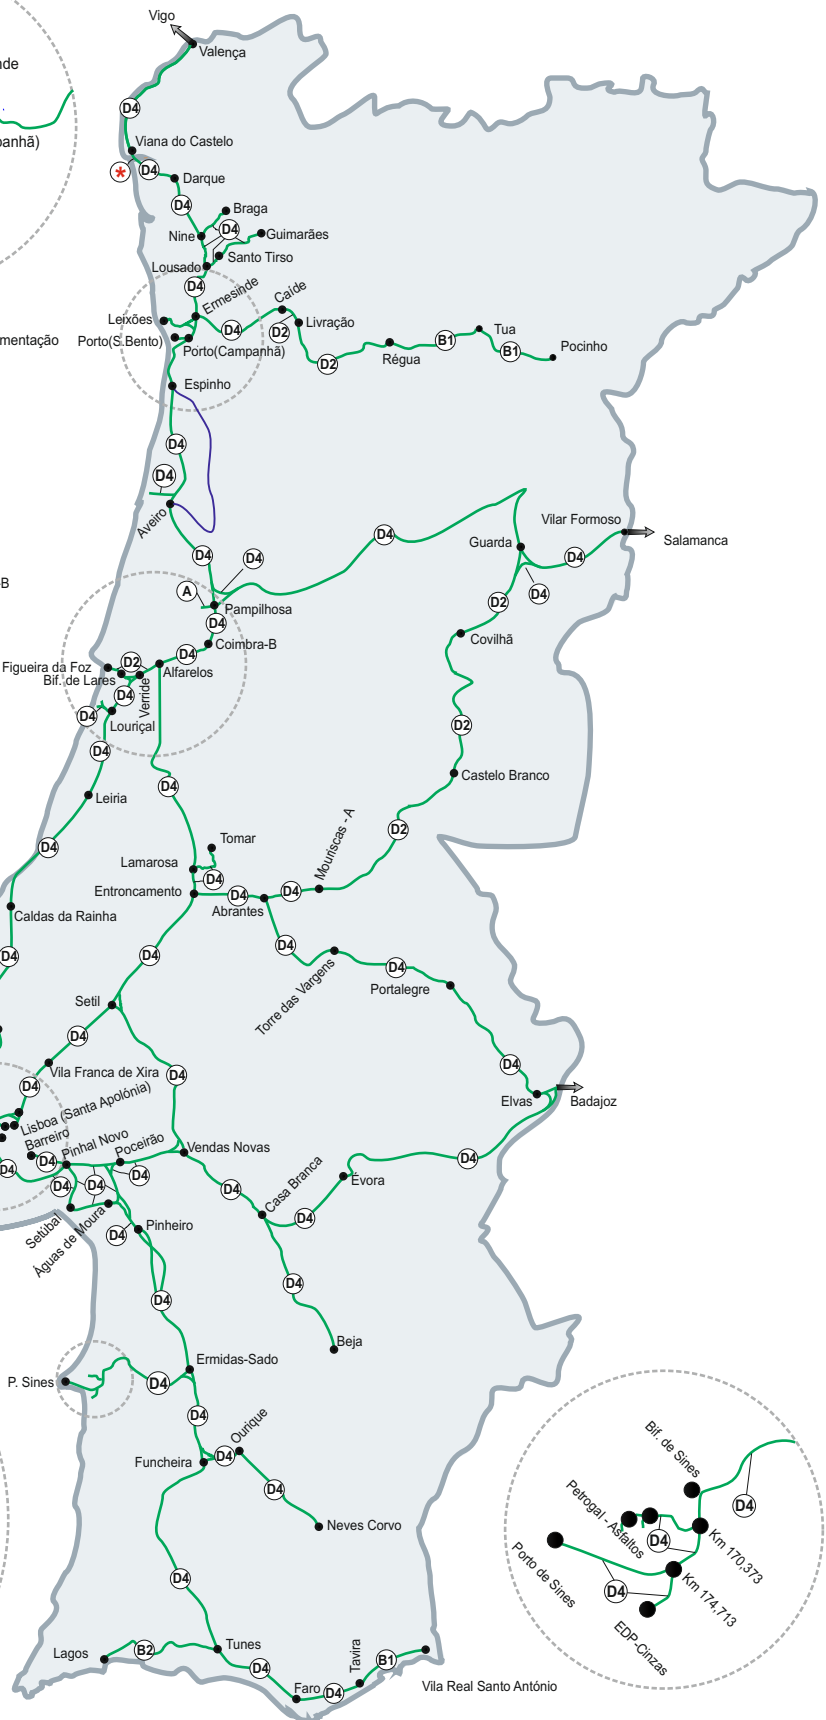 Vigo
Valença
nde
D4
.
panhã)
Viana do Castelo
*
D4
Darque
D4
Braga
D4
Nine
Guimarães
Santo Tirso
Lousado
D4
Ermesinde
Caíde
Leixões
Livração
D4
D2
Tua
mentação
Porto(S.Bento)
Porto(Campanhã)
B1
B1
Pocinho
Régua
D2
Espinho
D4
D4
Aveiro
Vilar Formoso
Salamanca
D4
Guarda
D4
D4
D4
-B
A
D4
D2
Pampilhosa
D4
Covilhã
Coimbra-B
D4
Figueira da Foz
D2
Alfarelos
Bif. de Lares
Verride
D4
D4
Louriçal
D2
D4
Castelo Branco
D4
Leiria
Mouriscas - A
D2
Tomar
D4
Lamarosa
D4
Entroncamento
D4
D4
Abrantes
Caldas da Rainha
D4
D4
D4
Torre das Vargens
D4
Portalegre
Setil
D4
D4
Vila Franca de Xira
D4
D4
Elvas
Badajoz
Lisboa (Santa Apolónia)
Barreiro
Pinhal Novo
Poceirão
Vendas Novas
D4
D4
D4
D4
D4
D4
D4
Casa Branca
Évora
D4
Setúbal
Àguas de Moura
D4
Pinheiro
D4
D4
Beja
Ermidas-Sado
P. Sines
D4
D4
Ourique
Funcheira
D4
D4
Neves Corvo
Bif. de Sines
D4
Petrogal - Asfaltos
D4
Km 170,373
Porto de Sines
D4
Km 174,713
EDP-Cinzas
D4
Lagos
B2
Tunes
D4
Faro
D4
Tavira
B1
Vila Real Santo António